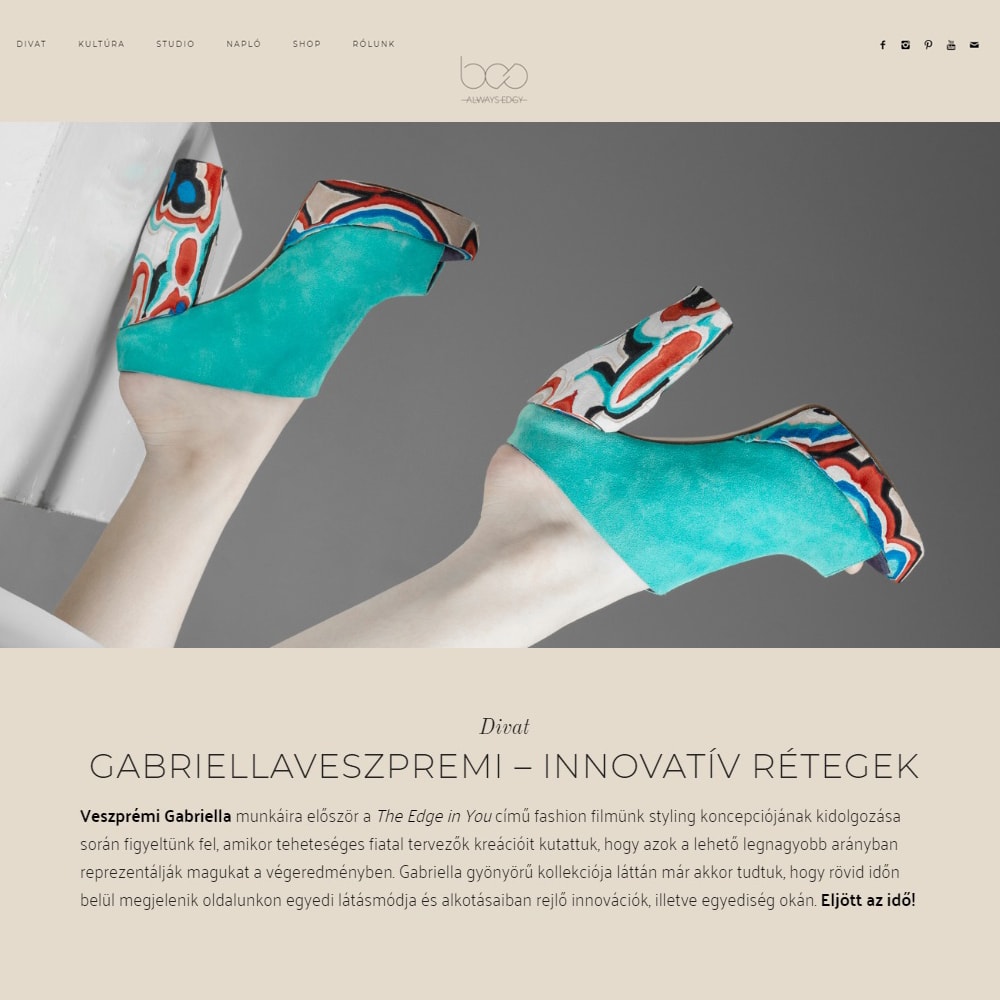 DIVAT KULTÚRA STUDIO NAPLÓ SHOP RÓLUNK
ALWAYS EDGY
Divat
GABRIELLAVESZPREMI – INNOVATÍV RÉTEGEK
Veszprémi Gabriella munkáira először a The Edge in You című fashion filmünk styling koncepciójának kidolgozása
során figyeltünk fel, amikor teheteséges fiatal tervezők kreációit kutattuk, hogy azok a lehető legnagyobb arányban
reprezentálják magukat a végeredményben. Gabriella gyönyörű kollekciója láttán már akkor tudtuk, hogy rövid időn
belül megjelenik oldalunkon egyedi látásmódja és alkotásaiban rejlő innovációk, illetve egyediség okán. Eljött az idő!